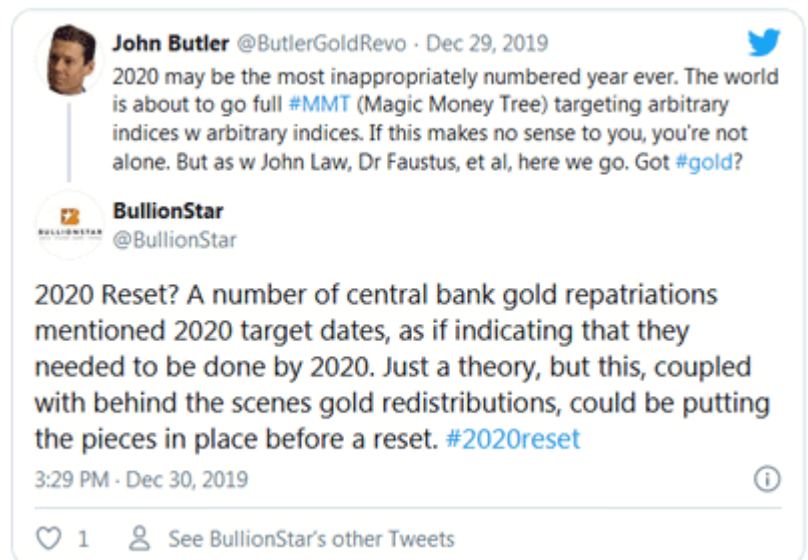 John Butler @ButlerGoldRevo · Dec 29, 2019
2020 may be the most inappropriately numbered year ever. The world
is about to go full #MMT (Magic Money Tree) targeting arbitrary
indices w arbitrary indices. If this makes no sense to you, you're not
alone. But as w John Law, Dr Faustus, et al, here we go. Got #gold?
BullionStar
BULLIONSTAR
@BullionStar
2020 Reset? A number of central bank gold repatriations
mentioned 2020 target dates, as if indicating that they
needed to be done by 2020. Just a theory, but this, coupled
with behind the scenes gold redistributions, could be putting
the pieces in place before a reset. #2020reset
3:29 PM · Dec 30, 2019
1 See BullionStar's other Tweets